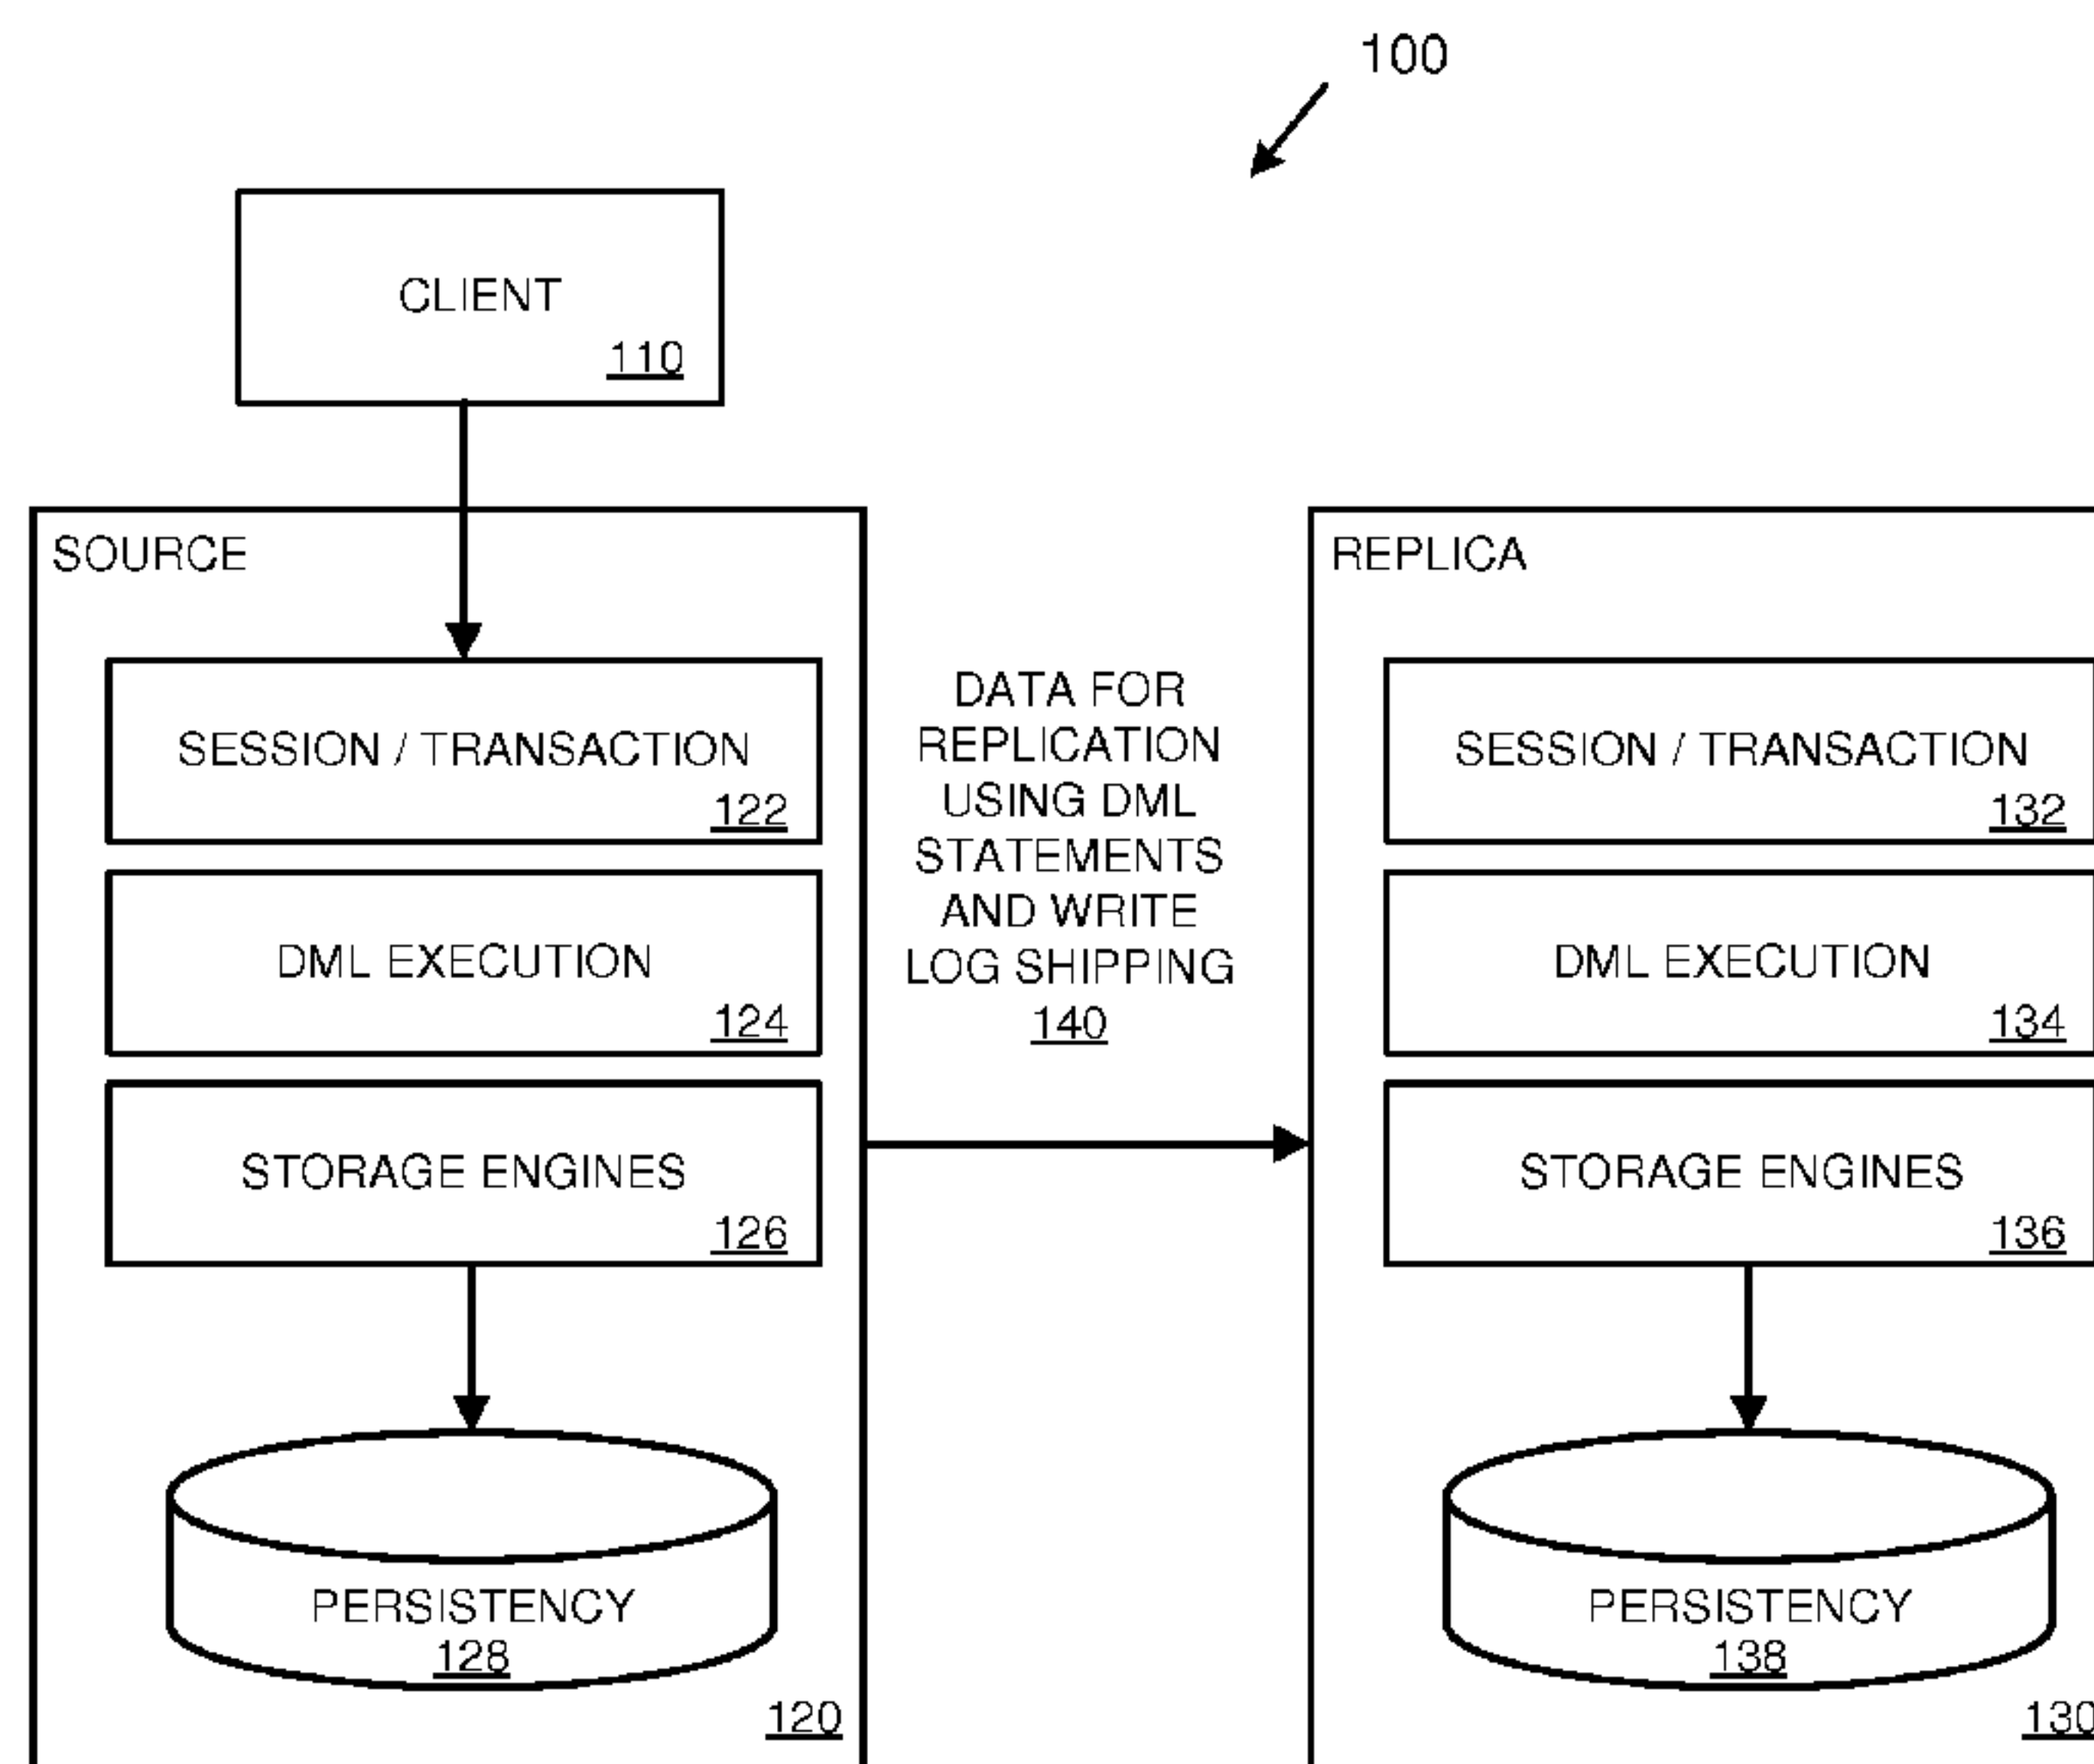 100
CLIENT
110
SOURCE
SESSION / TRANSACTION
122
DML EXECUTION
124
STORAGE ENGINES
126
PERSISTENCY
128
120
DATA FOR
REPLICATION
USING DML
STATEMENTS
AND WRITE
LOG SHIPPING
140
REPLICA
SESSION / TRANSACTION
132
DML EXECUTION
134
STORAGE ENGINES
136
PERSISTENCY
138
130